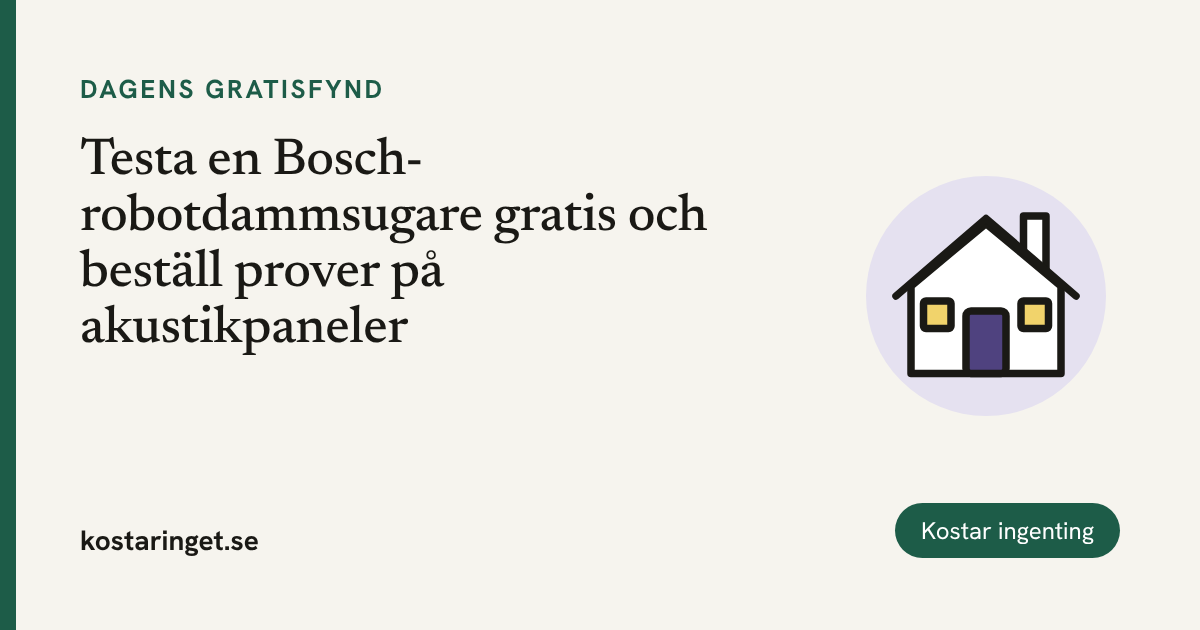 DAGENS GRATISFYND
Testa en Bosch-
robotdammsugare gratis och
beställ prover på
akustikpaneler
kostaringet.se
Kostar ingenting